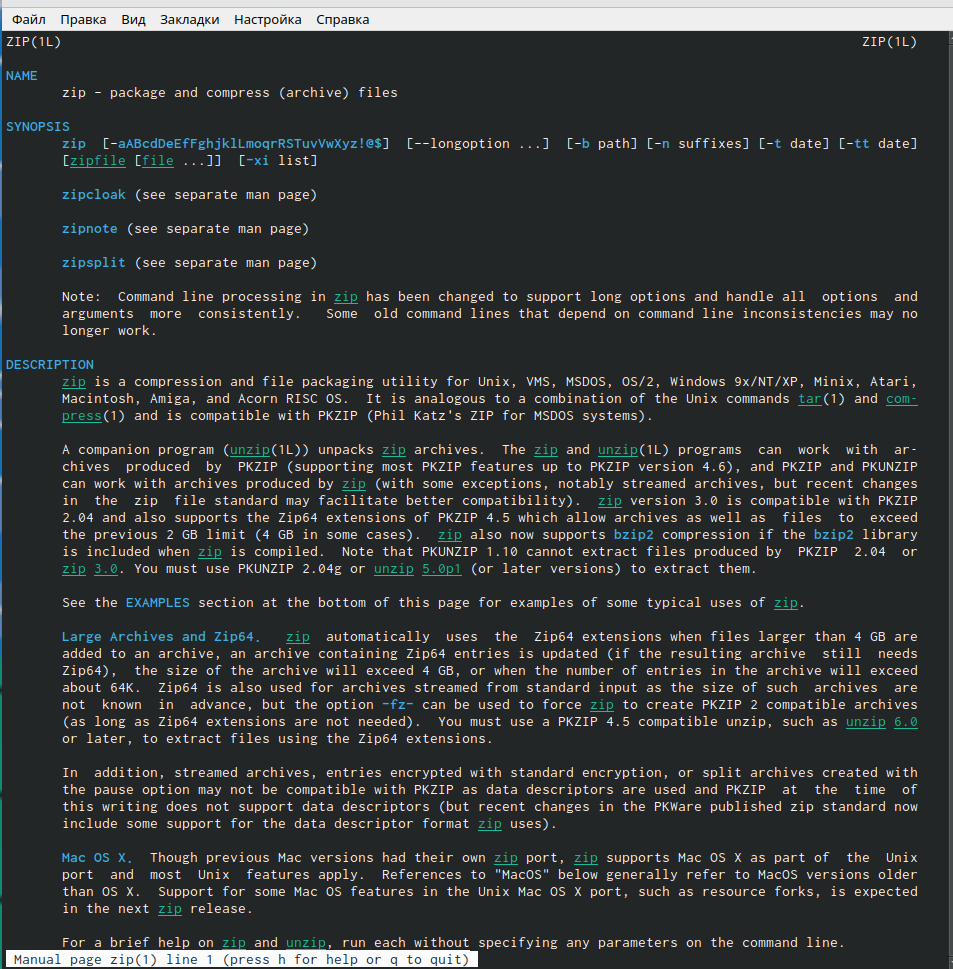 Файл Правка Вид Закладки Настройка Справка
ZIP(1L) ZIP(1L)
NAME
zip - package and compress (archive) files
SYNOPSIS
zip [-aABcdDeEfFghjklLmoqrRSTuvVwXyz!@$] [--longoption ...] [-b path] [-n suffixes] [-t date] [-tt date]
[zipfile [file ...]] [-xi list]
zipcloak (see separate man page)
zipnote (see separate man page)
zipsplit (see separate man page)
Note: Command line processing in zip has been changed to support long options and handle all options and
arguments more consistently. Some old command lines that depend on command line inconsistencies may no
longer work.
DESCRIPTION
zip is a compression and file packaging utility for Unix, VMS, MSDOS, OS/2, Windows 9x/NT/XP, Minix, Atari,
Macintosh, Amiga, and Acorn RISC OS. It is analogous to a combination of the Unix commands tar(1) and com-
press(1) and is compatible with PKZIP (Phil Katz's ZIP for MSDOS systems).
A companion program (unzip(1L)) unpacks zip archives. The zip and unzip(1L) programs can work with ar-
chives produced by PKZIP (supporting most PKZIP features up to PKZIP version 4.6), and PKZIP and PKUNZIP
can work with archives produced by zip (with some exceptions, notably streamed archives, but recent changes
in the zip file standard may facilitate better compatibility). zip version 3.0 is compatible with PKZIP
2.04 and also supports the Zip64 extensions of PKZIP 4.5 which allow archives as well as files to exceed
the previous 2 GB limit (4 GB in some cases). zip also now supports bzip2 compression if the bzip2 library
is included when zip is compiled. Note that PKUNZIP 1.10 cannot extract files produced by PKZIP 2.04 or
zip 3.0. You must use PKUNZIP 2.04g or unzip 5.0p1 (or later versions) to extract them.
See the EXAMPLES section at the bottom of this page for examples of some typical uses of zip.
Large Archives and Zip64. zip automatically uses the Zip64 extensions when files larger than 4 GB are
added to an archive, an archive containing Zip64 entries is updated (if the resulting archive still needs
Zip64), the size of the archive will exceed 4 GB, or when the number of entries in the archive will exceed
about 64K. Zip64 is also used for archives streamed from standard input as the size of such archives are
not known in advance, but the option -fz- can be used to force zip to create PKZIP 2 compatible archives
(as long as Zip64 extensions are not needed). You must use a PKZIP 4.5 compatible unzip, such as unzip 6.0
or later, to extract files using the Zip64 extensions.
In addition, streamed archives, entries encrypted with standard encryption, or split archives created with
the pause option may not be compatible with PKZIP as data descriptors are used and PKZIP at the time of
this writing does not support data descriptors (but recent changes in the PKWare published zip standard now
include some support for the data descriptor format zip uses).
Mac OS X. Though previous Mac versions had their own zip port, zip supports Mac OS X as part of the Unix
port and most Unix features apply. References to "MacOS" below generally refer to MacOS versions older
than OS X. Support for some Mac OS features in the Unix Mac OS X port, such as resource forks, is expected
in the next zip release.
For a brief help on zip and unzip, run each without specifying any parameters on the command line.
Manual page zip(1) line 1 (press h for help or q to quit)